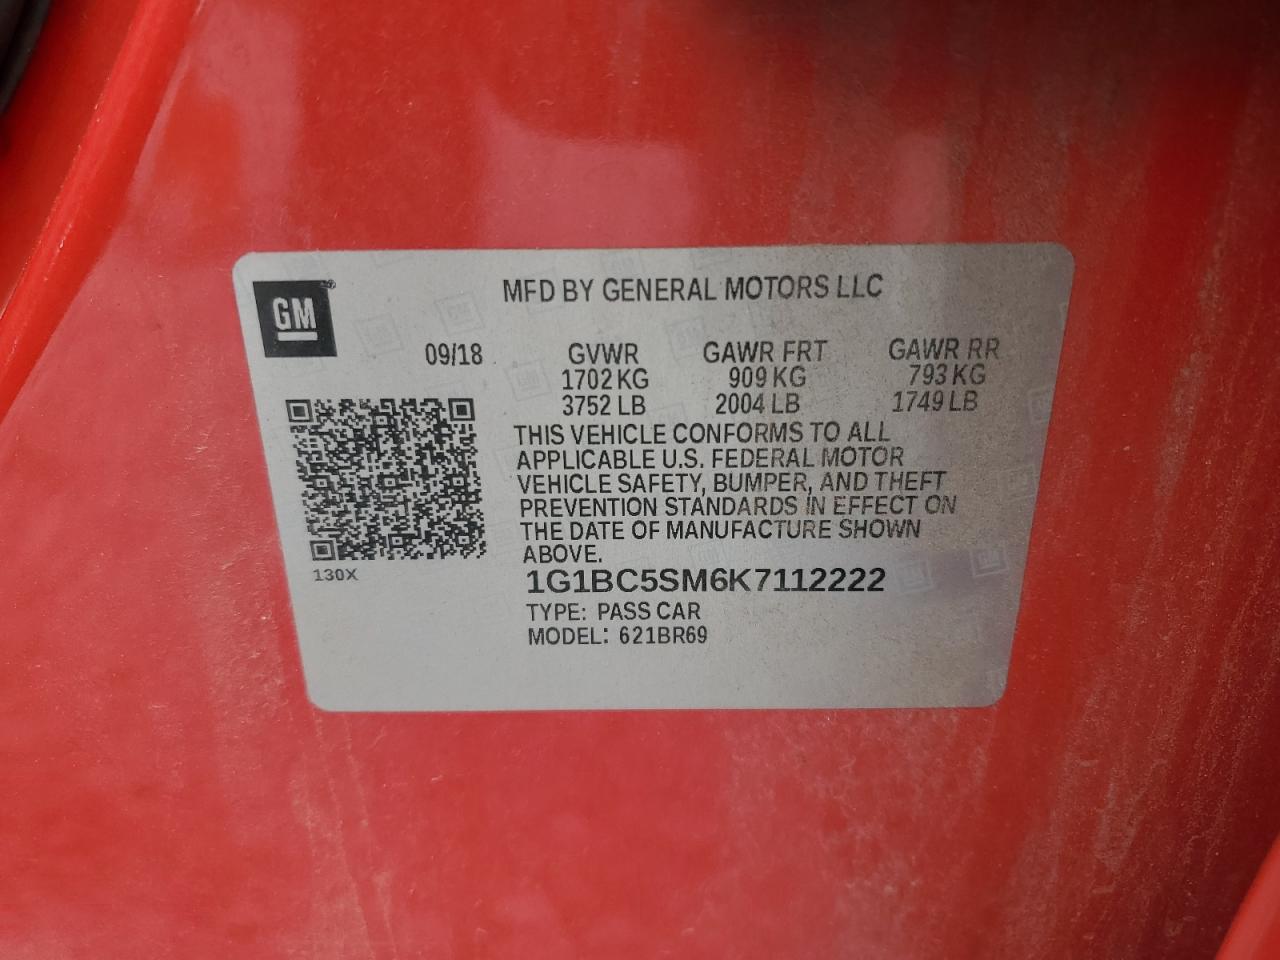 GM
MFD BY GENERAL MOTORS LLC
09/18 GVWR GAWR FRT GAWR RR
1702 KG 909 KG 793 KG
3752 LB 2004 LB 1749 LB
THIS VEHICLE CONFORMS TO ALL
APPLICABLE U.S. FEDERAL MOTOR
VEHICLE SAFETY, BUMPER, AND THEFT
PREVENTION STANDARDS IN EFFECT ON
THE DATE OF MANUFACTURE SHOWN
ABOVE.
130X
1G1BC5SM6K7112222
TYPE: PASS CAR
MODEL: 621BR69